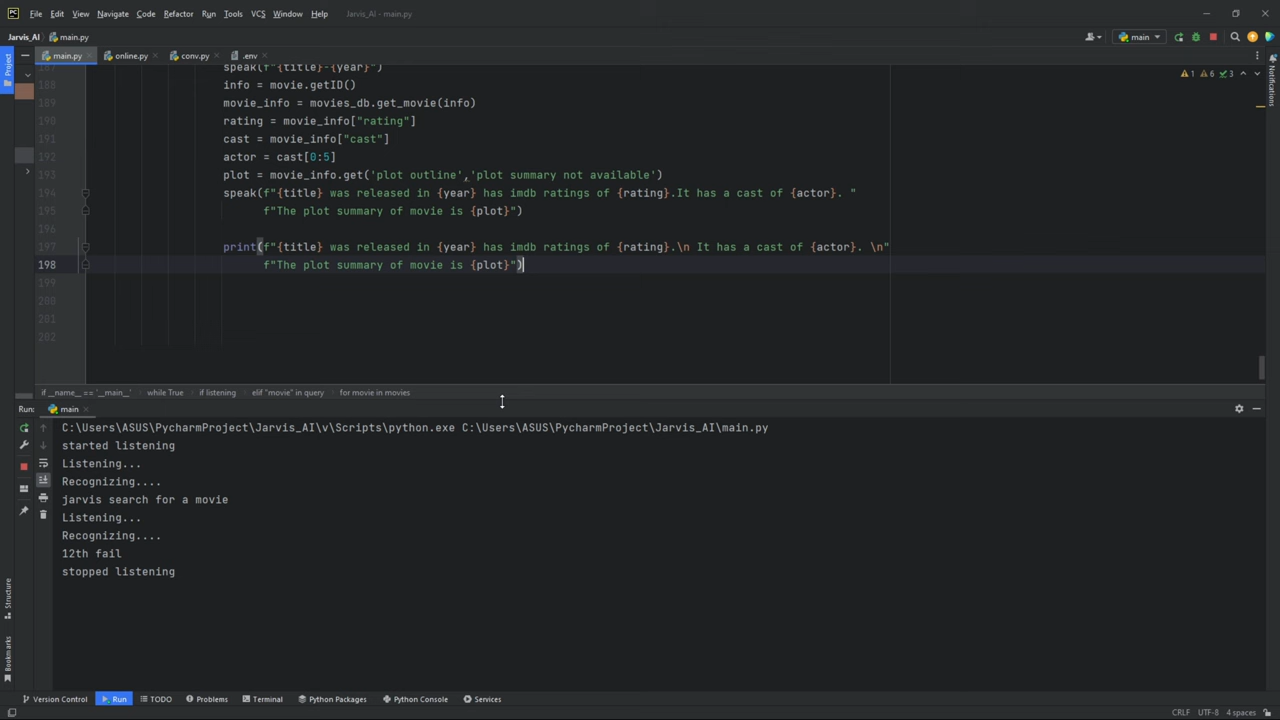 PC File Edit View Navigate Code Refactor Run Tools VCS Window Help Jarvis_AI - main.py
Jarvis_AI main.py main
Project main.py online.py conv.py .env Notifications
187 speak(f"{title}-{year}")
188 info = movie.getID() 1 6 3
189 movie_info = movies_db.get_movie(info)
190 rating = movie_info["rating"]
191 cast = movie_info["cast"]
192 actor = cast[0:5]
193 plot = movie_info.get('plot outline','plot summary not available')
194 speak(f"{title} was released in {year} has imdb ratings of {rating}.It has a cast of {actor}. "
195 f"The plot summary of movie is {plot}")
196
197 print(f"{title} was released in {year} has imdb ratings of {rating}.\n It has a cast of {actor}. \n"
198 f"The plot summary of movie is {plot}")
199
200
201
202
if __name__ == '__main__' while True if listening elif "movie" in query for movie in movies
Run: main
C:\Users\ASUS\PycharmProject\Jarvis_AI\v\Scripts\python.exe C:\Users\ASUS\PycharmProject\Jarvis_AI\main.py
started listening
Listening...
Recognizing....
jarvis search for a movie
Listening...
Recognizing....
12th fail
stopped listening
Structure
Bookmarks
Version Control Run TODO Problems Terminal Python Packages Python Console Services
CRLF UTF-8 4 spaces